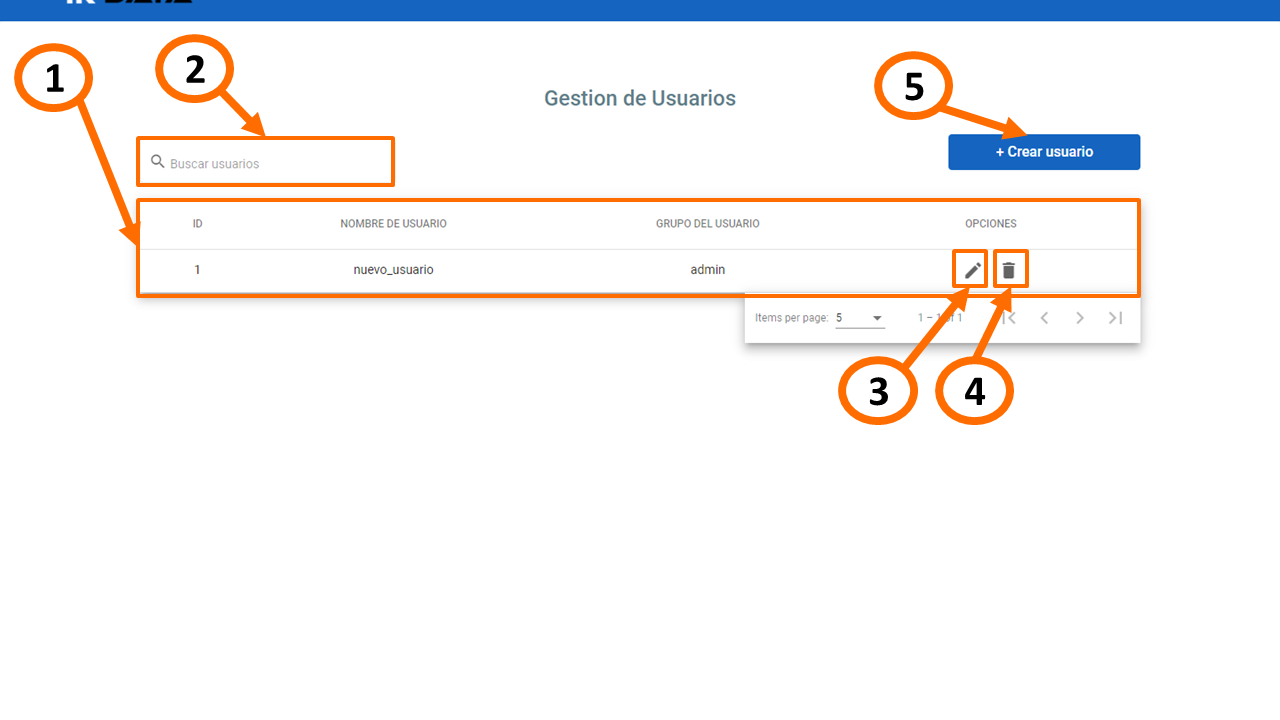 1
2
5
Gestion de Usuarios
Buscar usuarios
+ Crear usuario
ID NOMBRE DE USUARIO GRUPO DEL USUARIO OPCIONES
1 nuevo_usuario admin
Items per page: 5 1 – 1 of 1
3
4